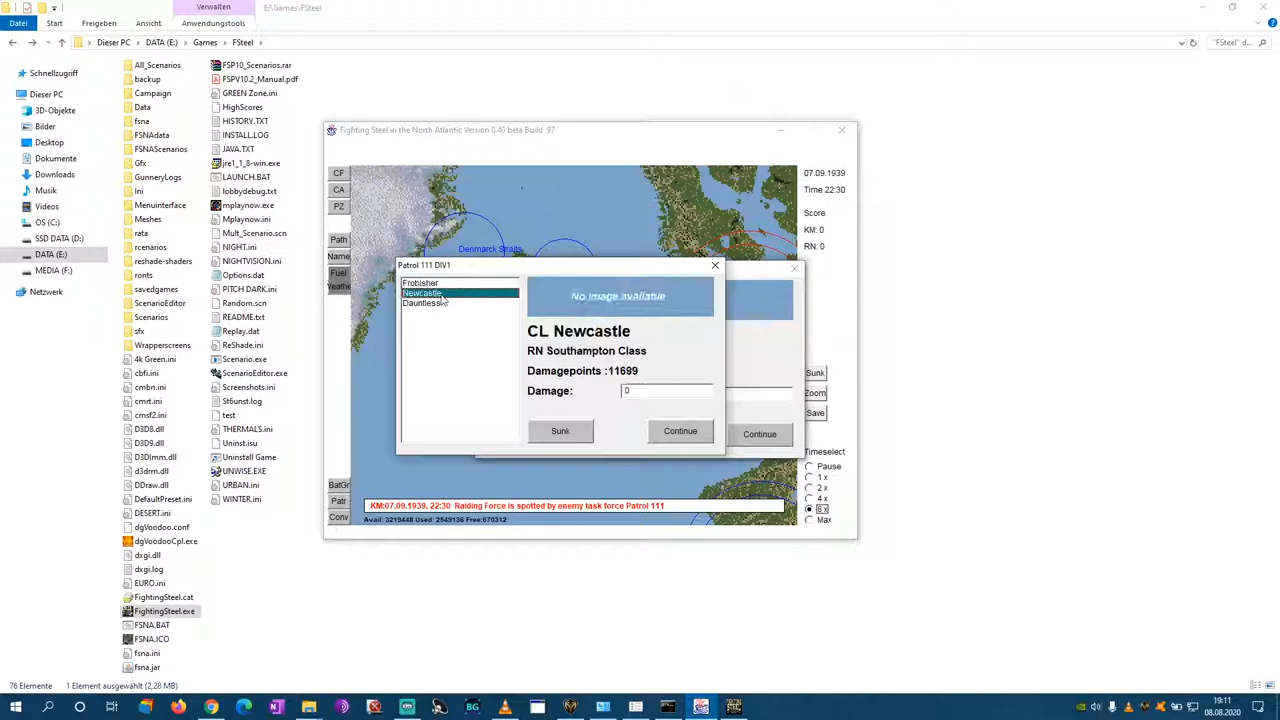 Verwalten
E:\Games\FSteel
Datei
Start
Freigeben
Ansicht
Anwendungstools
Dieser PC
DATA (E:)
Games
FSteel
"FSteel" d...
Schnellzugriff
Dieser PC
3D-Objekte
Bilder
Desktop
Dokumente
Downloads
Musik
Videos
OS (C:)
SSD DATA (D:)
DATA (E:)
MEDIA (F:)
Netzwerk
All_Scenarios
backup
Campaign
Data
fsna
FSNAdata
FSNAScenarios
Gfx
GunneryLogs
Ini
Menuinterface
Meshes
rata
rcenarios
reshade-shaders
ronts
savedgames
ScenarioEditor
Scenarios
sfx
Wrapperscreens
4k Green.ini
cbfi.ini
cmbn.ini
cmrt.ini
cmsf2.ini
D3D8.dll
D3D9.dll
D3DImm.dll
d3drm.dll
DDraw.dll
DefaultPreset.ini
DESERT.ini
dgVoodoo.conf
dgVoodooCpl.exe
dxgi.dll
dxgi.log
EURO.ini
FightingSteel.cat
FightingSteel.exe
FSNA.BAT
FSNA.ICO
fsna.ini
fsna.jar
FSP10_Scenarios.rar
FSPV10.2_Manual.pdf
GREEN Zone.ini
HighScores
HISTORY.TXT
INSTALL.LOG
JAVA.TXT
jre1_1_8-win.exe
LAUNCH.BAT
lobbydebug.txt
mplaynow.exe
Mplaynow.ini
Mult_Scenario.scn
NIGHT.ini
NIGHTVISION.ini
Options.dat
PITCH DARK.ini
Random.scn
README.txt
Replay.dat
ReShade.ini
Scenario.exe
ScenarioEditor.exe
Screenshots.ini
St6unst.log
test
THERMALS.ini
Uninst.isu
Uninstall Game
UNWISE.EXE
URBAN.ini
WINTER.ini
Fighting Steel in the North Atlantic Version 0.40 beta Build 97
CF
CA
PZ
Path
Name
Fuel
Weathe
BatGr
Patr
Conv
Denmarck Straits
07.09.1939
Time 22:30
Score
KM: 0
RN: 0
Sunk
Zoom
Save
Timeselect
Pause
1 x
2 x
4 x
8 x
Max
Patrol 111 DIV1
Frobisher
Newcastle
Dauntless
No image available
CL Newcastle
RN Southampton Class
Damagepoints :11699
Damage:
0
Sunk
Continue
Continue
KM:07.09.1939, 22:30 Raiding Force is spotted by enemy task force Patrol 111
Avail: 3219448 Used: 2549136 Free:670312
76 Elemente
1 Element ausgewählt (2,28 MB)
BG
19:11
08.08.2020